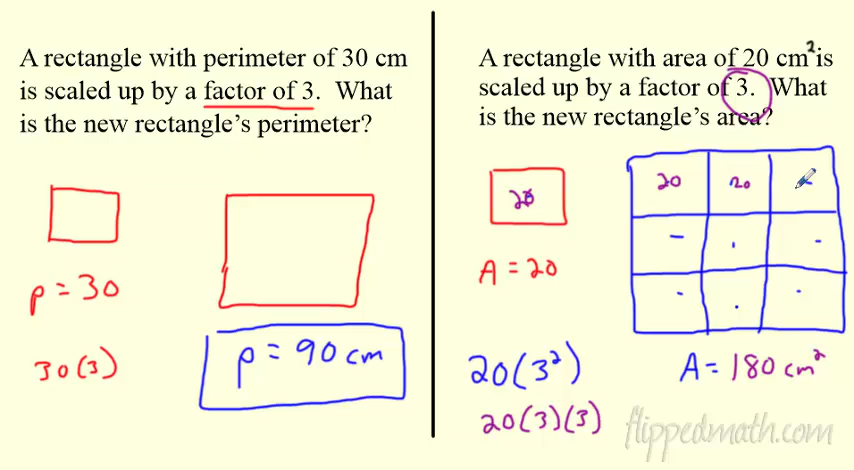 A rectangle with perimeter of 30 cm
is scaled up by a factor of 3. What
is the new rectangle's perimeter?
p = 30
30(3)
p = 90 cm
A rectangle with area of 20 cm² is
scaled up by a factor of 3. What
is the new rectangle's area?
20
A = 20
20 20
20(3²)
20(3)(3)
A = 180 cm²
flippedmath.com